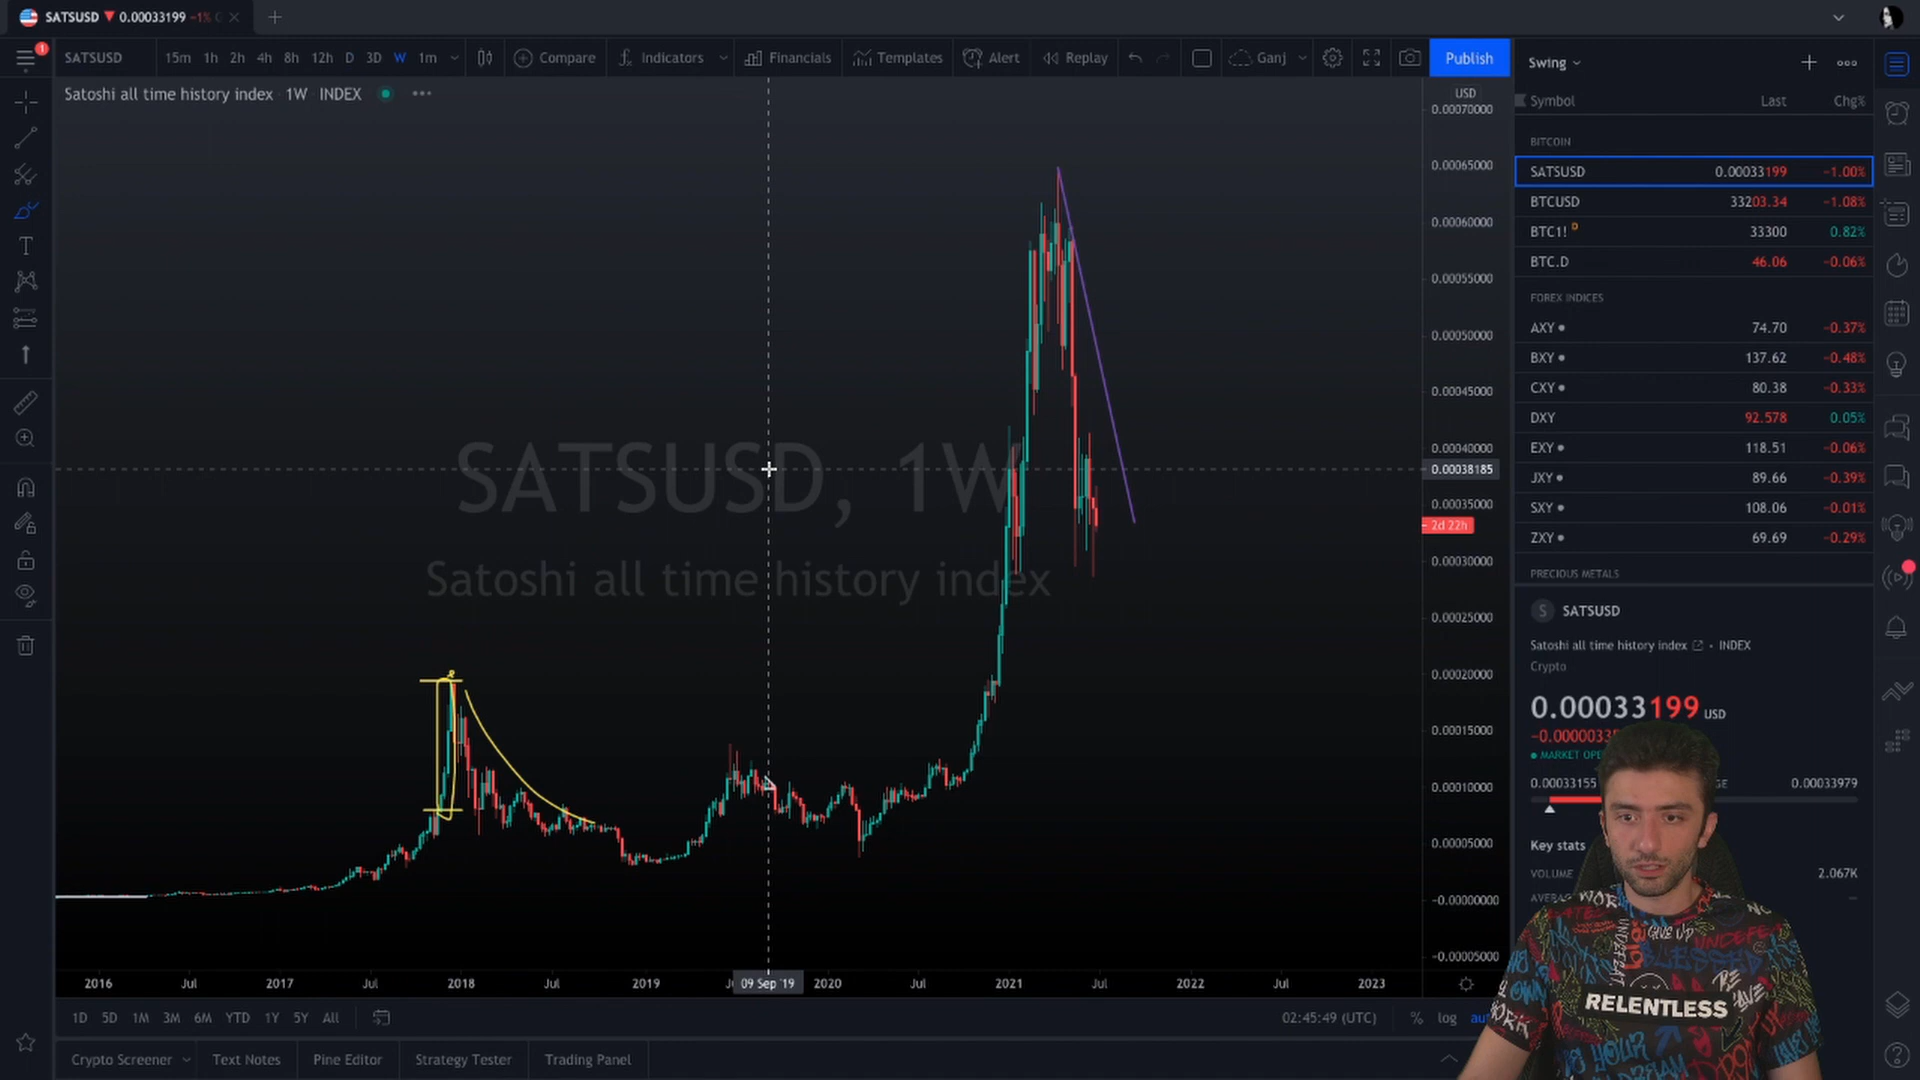 SATSUSD 0.00033199 −1%
SATSUSD 15m 1h 2h 4h 8h 12h D 3D W 1m Compare Indicators Financials Templates Alert Replay Ganj Publish
1
Satoshi all time history index · 1W · INDEX
SATSUSD, 1W
Satoshi all time history index
USD
0.00070000
0.00065000
0.00060000
0.00055000
0.00050000
0.00045000
0.00040000
0.00038185
0.00035000
2d 22h
0.00030000
0.00025000
0.00020000
0.00015000
0.00010000
0.00005000
−0.00000000
−0.00005000
2016 Jul 2017 Jul 2018 Jul 2019 09 Sep '19 2020 Jul 2021 Jul 2022 Jul 2023
1D 5D 1M 3M 6M YTD 1Y 5Y All 02:45:49 (UTC) % log
Crypto Screener Text Notes Pine Editor Strategy Tester Trading Panel
Swing
Symbol Last Chg%
BITCOIN
SATSUSD 0.00033199 −1.00%
BTCUSD 33203.34 −1.08%
BTC1! D 33300 0.82%
BTC.D 46.06 −0.06%
FOREX INDICES
AXY 74.70 −0.37%
BXY 137.62 −0.48%
CXY 80.38 −0.33%
DXY 92.578 0.05%
EXY 118.51 −0.06%
JXY 89.66 −0.39%
SXY 108.06 −0.01%
ZXY 69.69 −0.29%
PRECIOUS METALS
S SATSUSD
Satoshi all time history index · INDEX
Crypto
0.00033199 USD
MARKET
0.00033155 0.00033979
Key stats
VOLUME 2.067K
RELENTLESS